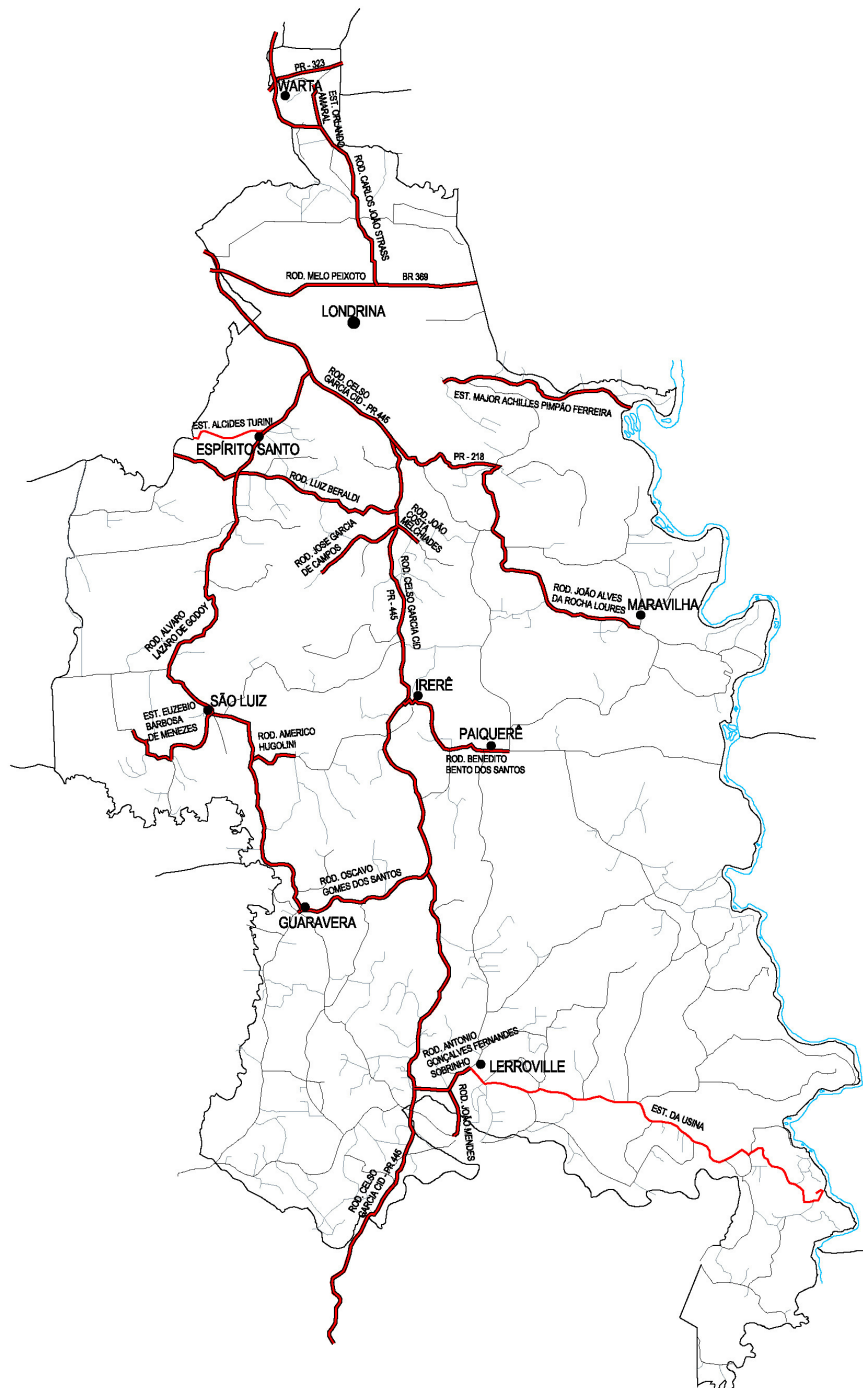 PR - 323
WARTA
EST. ORLANDO
AMARAL
ROD. CARLOS JOÃO STRASS
ROD. MELO PEIXOTO
BR 369
LONDRINA
ROD. CELSO
GARCIA CID - PR 445
EST. MAJOR ACHILLES PIMPÃO FERREIRA
EST. ALCIDES TURINI
ESPÍRITO SANTO
PR - 218
ROD. LUIZ BERALDI
ROD. JOÃO
COSTA
MELCHIADES
ROD. JOSE GARCIA
DE CAMPOS
ROD. CELSO GARCIA CID
PR - 445
ROD. JOÃO ALVES
DA ROCHA LOURES
MARAVILHA
ROD. ALVARO
LAZARO DE GODOY
IRERÊ
SÃO LUIZ
EST. EUZEBIO
BARBOSA
DE MENEZES
ROD. AMERICO
HUGOLINI
PAIQUERÊ
ROD. BENEDITO
BENTO DOS SANTOS
ROD. OSCAVO
GOMES DOS SANTOS
GUARAVERA
ROD. ANTONIO
GONÇALVES FERNANDES
SOBRINHO
LERROVILLE
ROD. JOÃO MENDES
EST. DA USINA
ROD. CELSO
GARCIA CID - PR 445